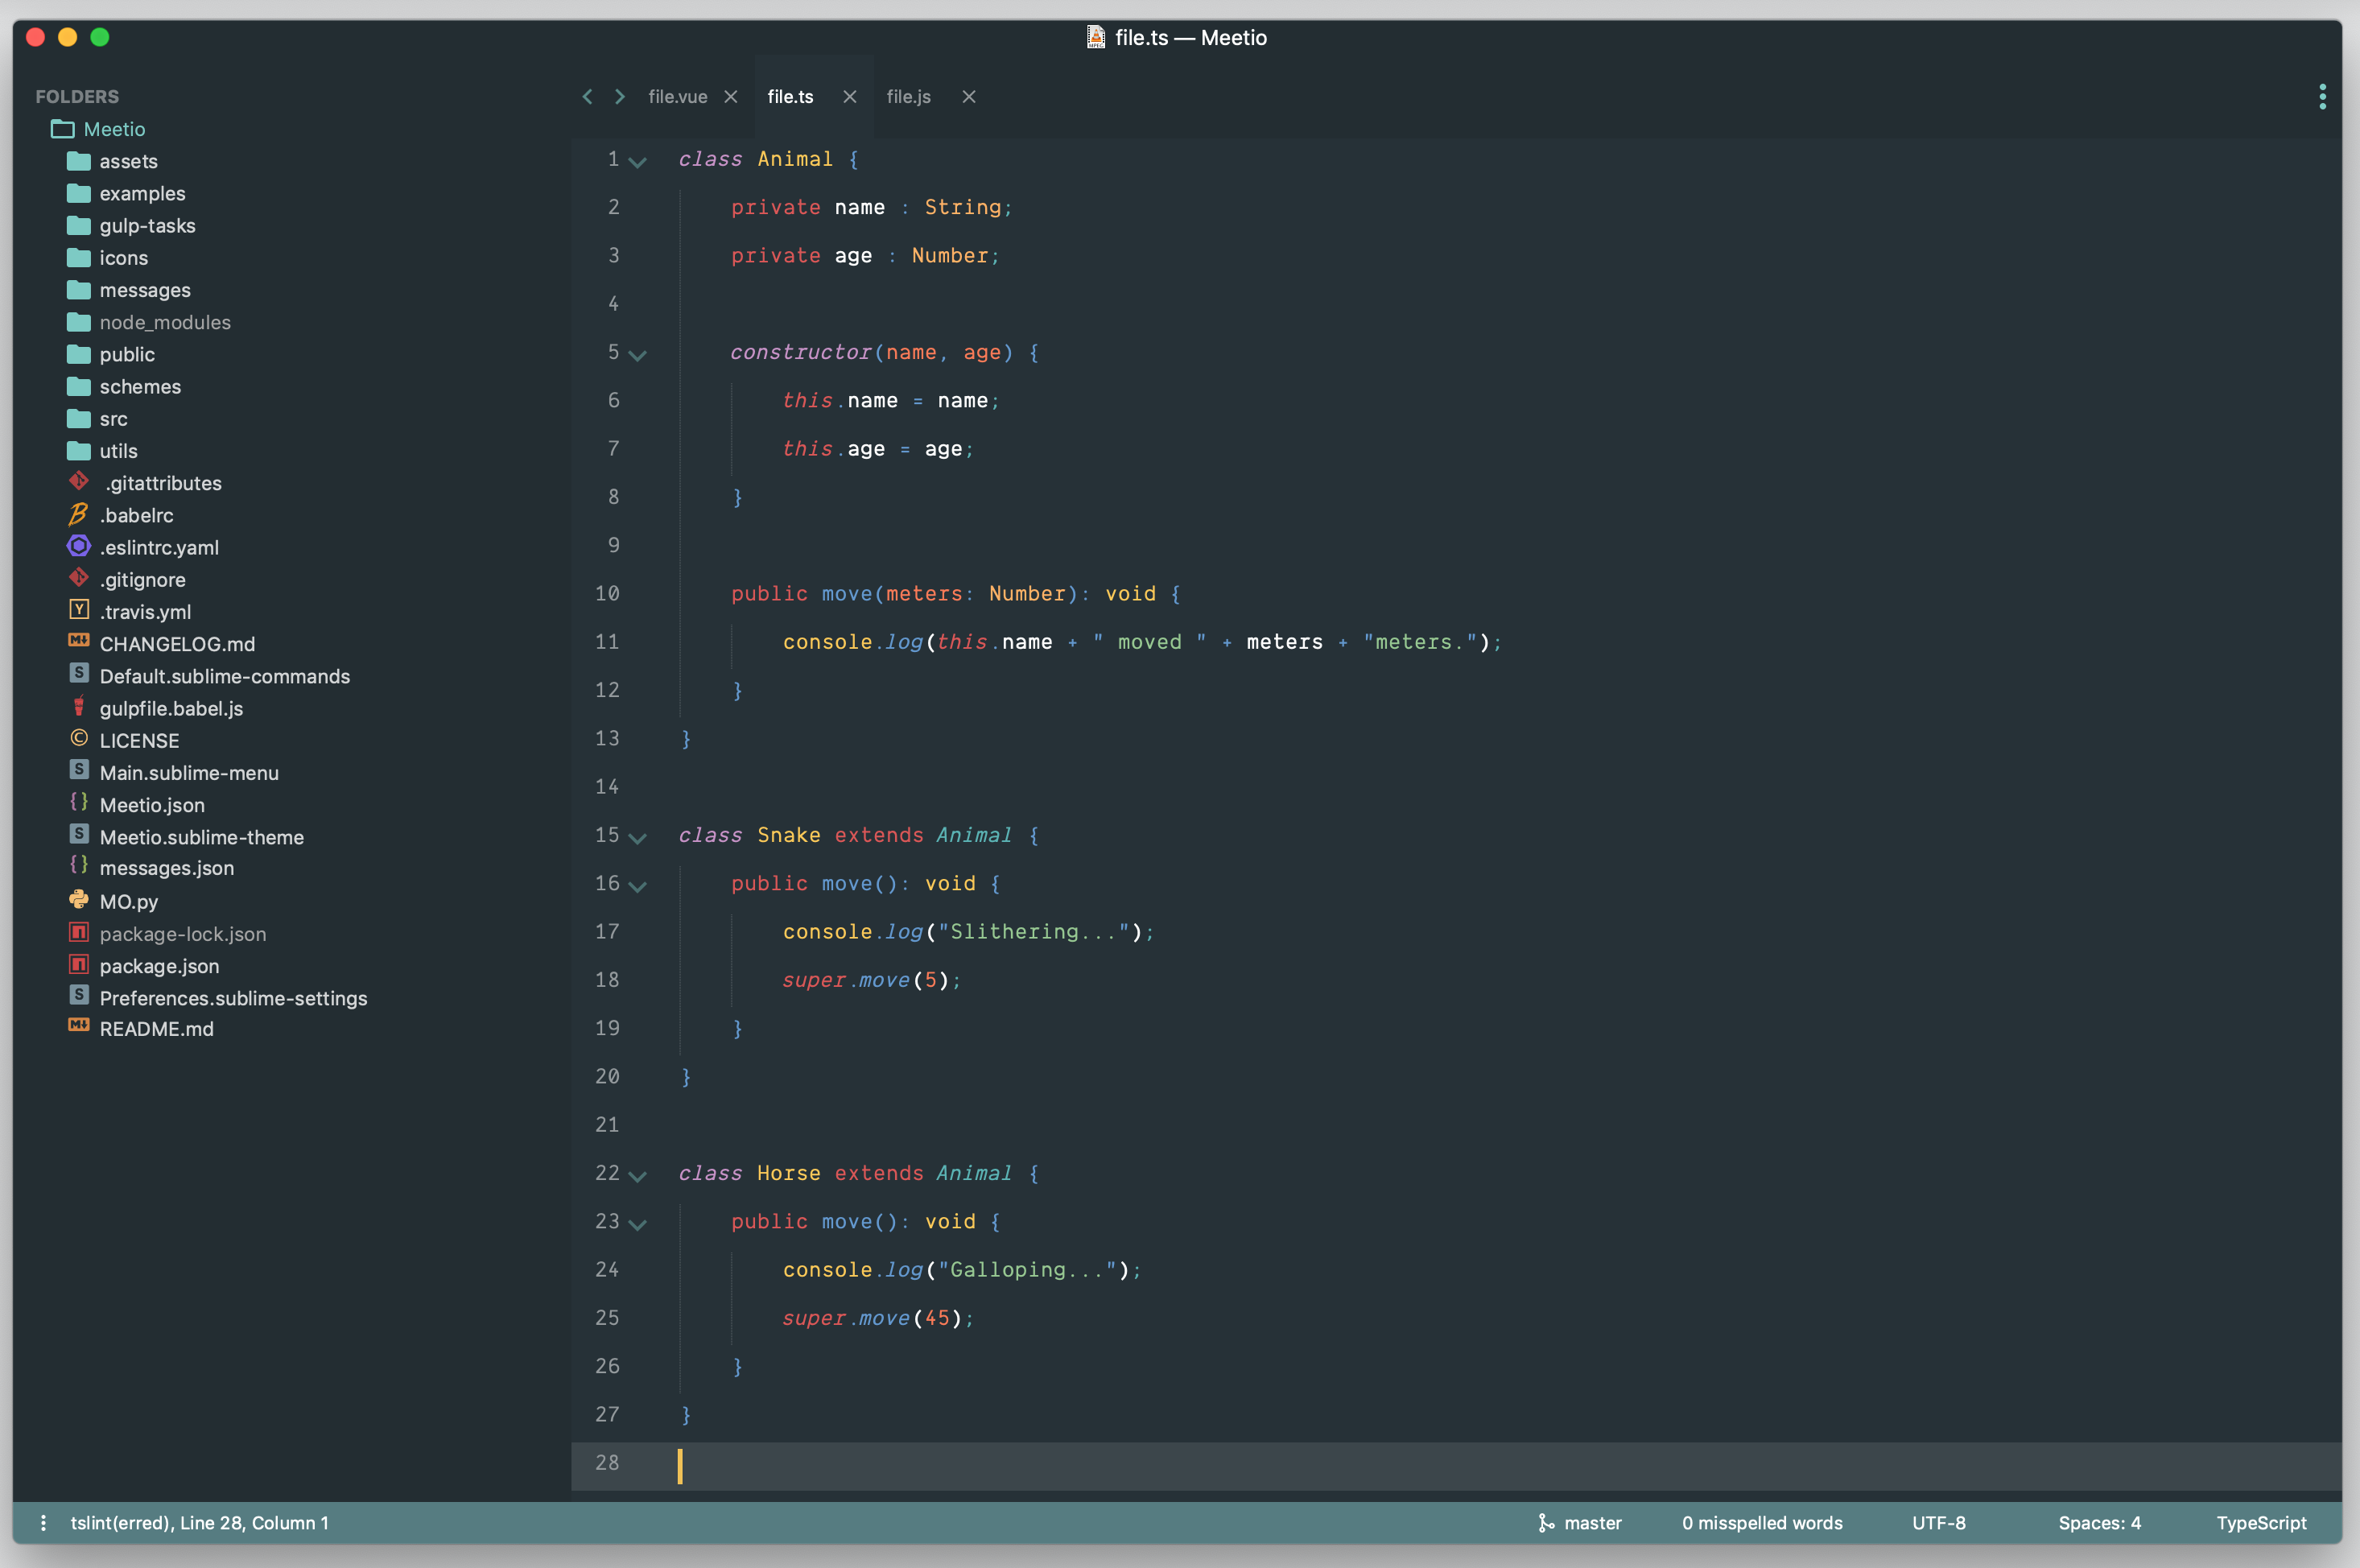 file.ts — Meetio
FOLDERS
Meetio
assets
examples
gulp-tasks
icons
messages
node_modules
public
schemes
src
utils
.gitattributes
.babelrc
.eslintrc.yaml
.gitignore
.travis.yml
CHANGELOG.md
Default.sublime-commands
gulpfile.babel.js
LICENSE
Main.sublime-menu
Meetio.json
Meetio.sublime-theme
messages.json
MO.py
package-lock.json
package.json
Preferences.sublime-settings
README.md
file.vue file.ts file.js
1 class Animal {
2     private name : String;
3     private age : Number;
4
5     constructor(name, age) {
6         this.name = name;
7         this.age = age;
8     }
9
10     public move(meters: Number): void {
11         console.log(this.name + " moved " + meters + "meters.");
12     }
13 }
14
15 class Snake extends Animal {
16     public move(): void {
17         console.log("Slithering...");
18         super.move(5);
19     }
20 }
21
22 class Horse extends Animal {
23     public move(): void {
24         console.log("Galloping...");
25         super.move(45);
26     }
27 }
28
tslint(erred), Line 28, Column 1 master 0 misspelled words UTF-8 Spaces: 4 TypeScript